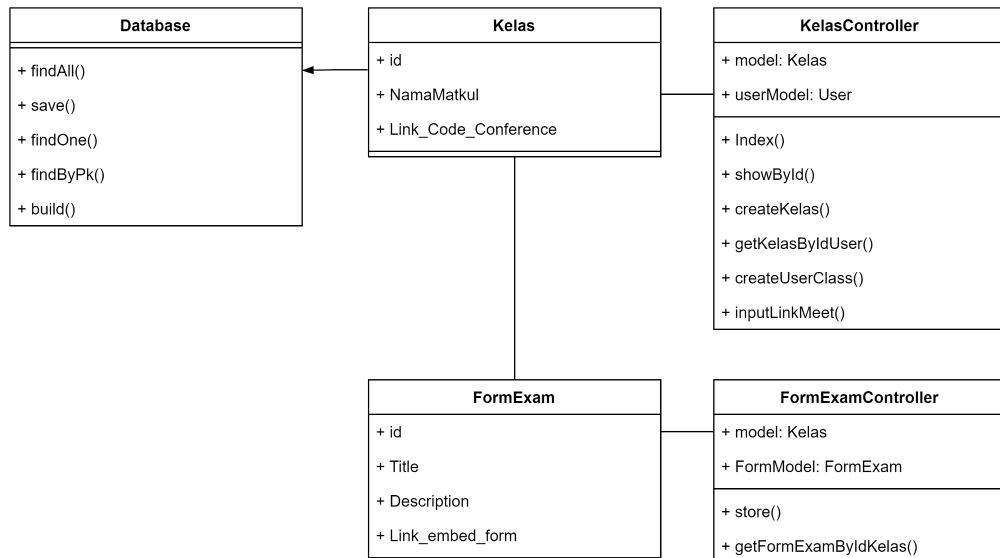 Database
+ findAll()
+ save()
+ findOne()
+ findByPk()
+ build()
Kelas
+ id
+ NamaMatkul
+ Link_Code_Conference
KelasController
+ model: Kelas
+ userModel: User
+ Index()
+ showById()
+ createKelas()
+ getKelasByIdUser()
+ createUserClass()
+ inputLinkMeet()
FormExam
+ id
+ Title
+ Description
+ Link_embed_form
FormExamController
+ model: Kelas
+ FormModel: FormExam
+ store()
+ getFormExamByIdKelas()